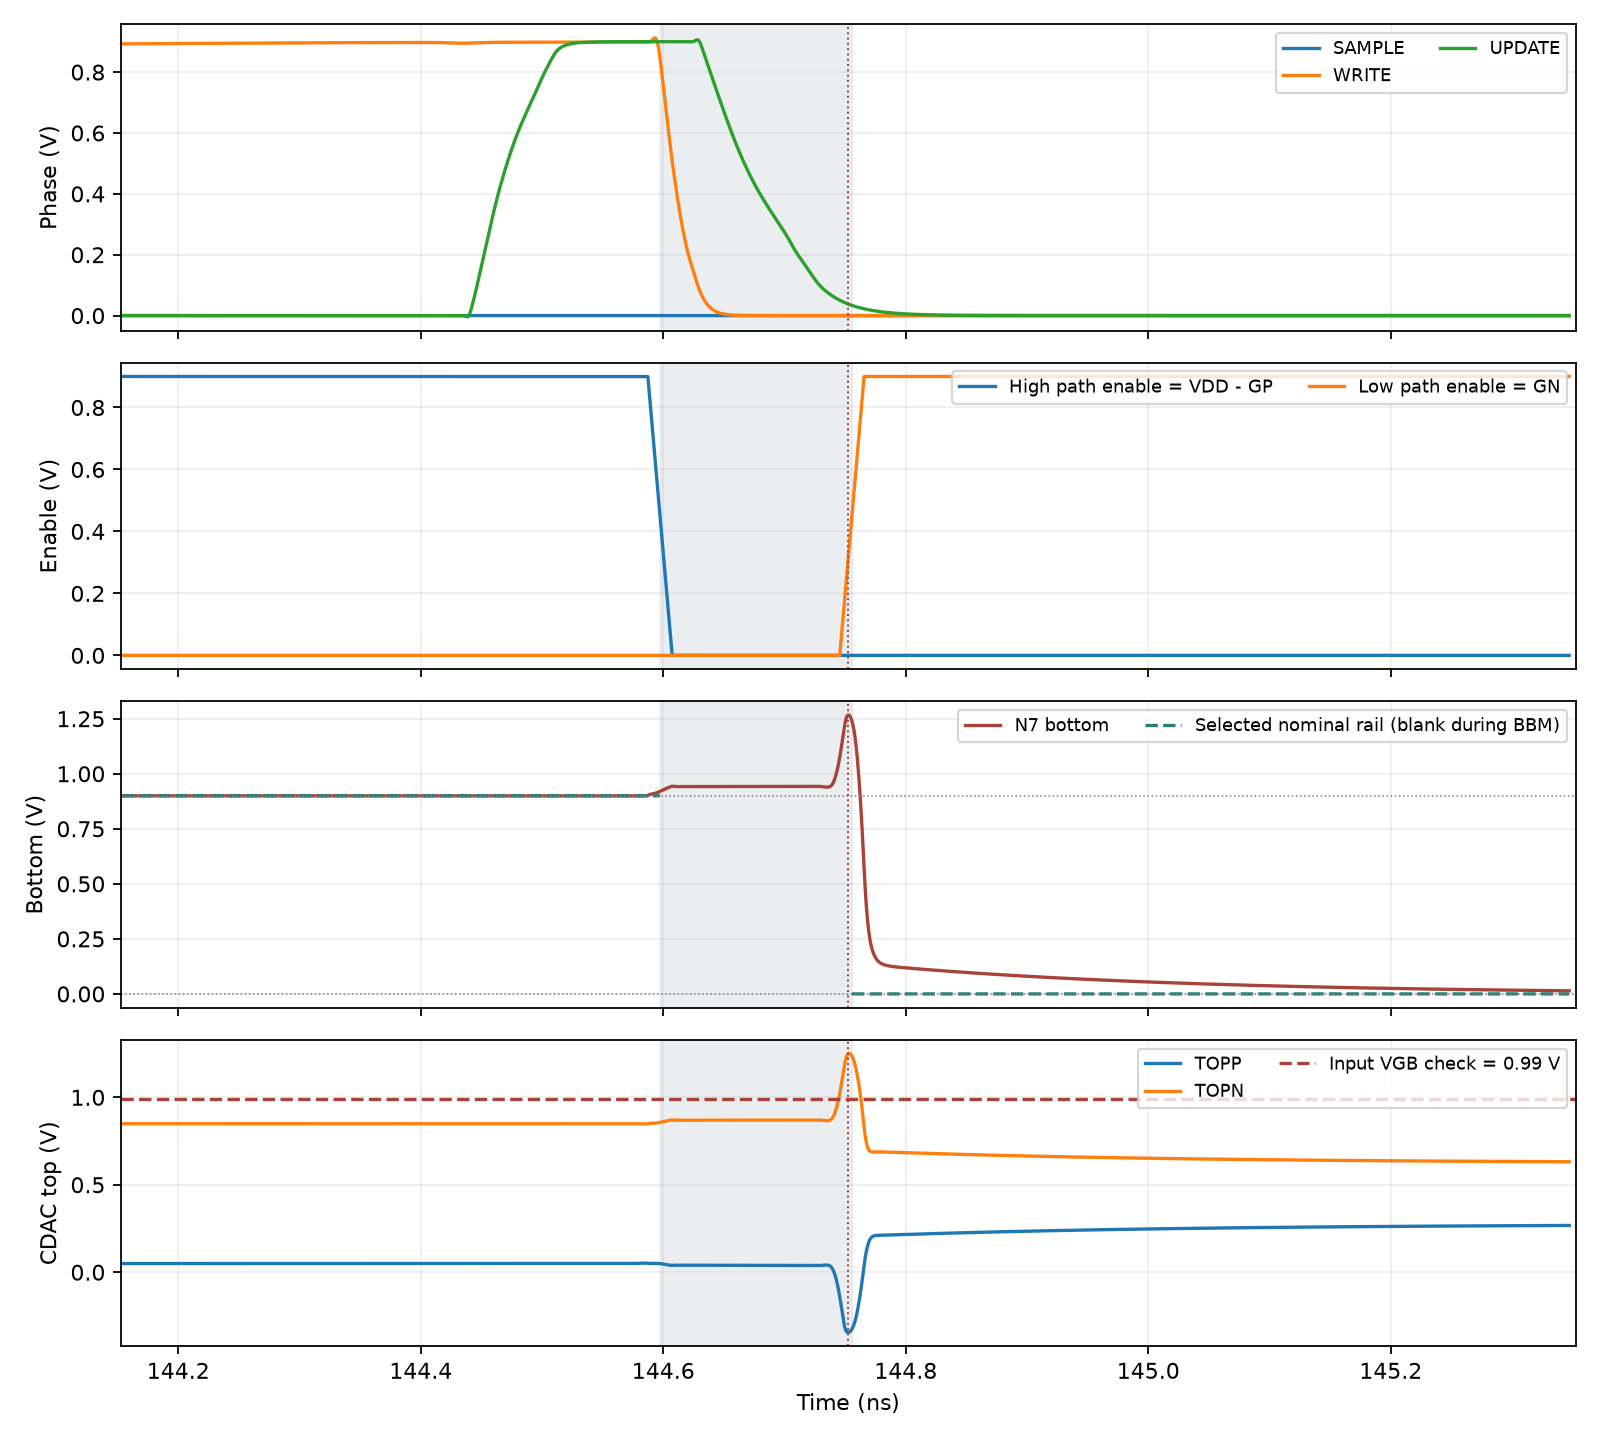 SAMPLE
WRITE
UPDATE
Phase (V)
0.8
0.6
0.4
0.2
0.0
High path enable = VDD - GP
Low path enable = GN
Enable (V)
0.8
0.6
0.4
0.2
0.0
N7 bottom
Selected nominal rail (blank during BBM)
Bottom (V)
1.25
1.00
0.75
0.50
0.25
0.00
TOPP
TOPN
Input VGB check = 0.99 V
CDAC top (V)
1.0
0.5
0.0
144.2 144.4 144.6 144.8 145.0 145.2
Time (ns)